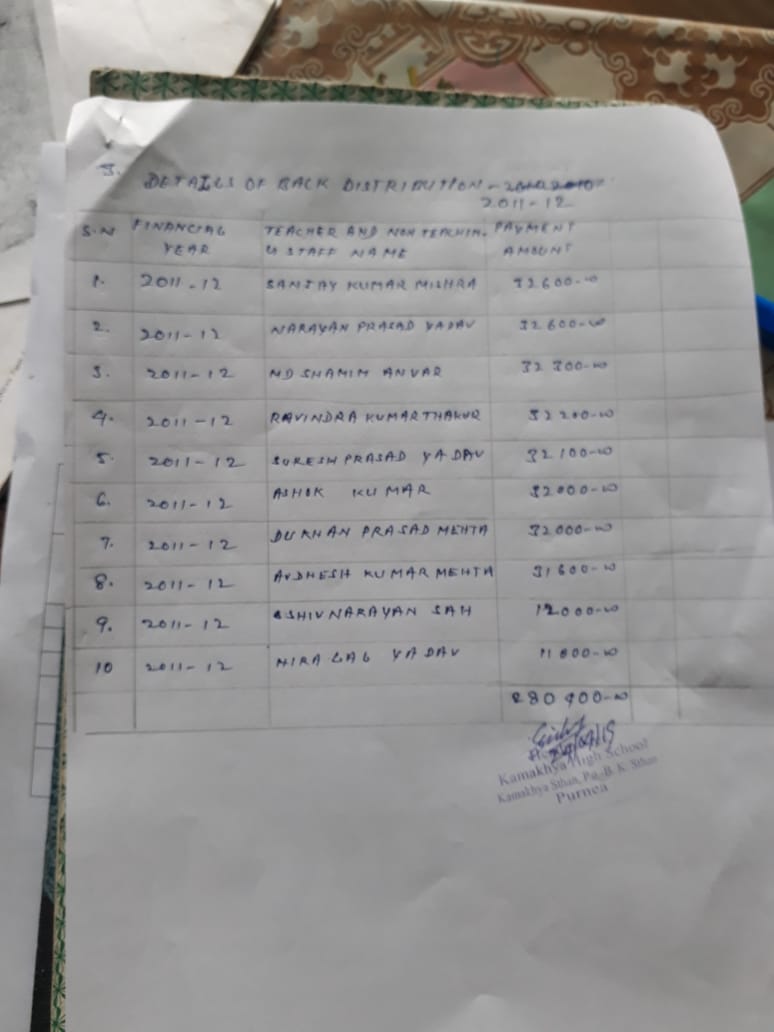 3.
DETAILS OF BACK DISTRIBUTION -
2011-12
S.N FINANCIAL YEAR TEACHER AND NON TEACHIN. G STAFF NAME PAYMENT AMOUNT
1. 2011-12 SANJAY KUMAR MISHRA 32600-00
2. 2011-12 NARAYAN PRASAD YADAV 32600-00
3. 2011-12 MD SHAMIM ANVAR 32300-00
4. 2011-12 RAVINDRA KUMAR THAKUR 32200-00
5. 2011-12 SURESH PRASAD YADAV 32100-00
6. 2011-12 ASHOK KUMAR 32000-00
7. 2011-12 DUKHAN PRASAD MEHTA 32000-00
8. 2011-12 AVDHESH KUMAR MEHTA 31600-00
9. 2011-12 SHIVNARAYAN SAH 12000-00
10 2011-12 HIRA LAL YADAV 11000-00
280400-00
Kamakhya High School
Kamakhya Sthan, B. K. Sthan
Purnea